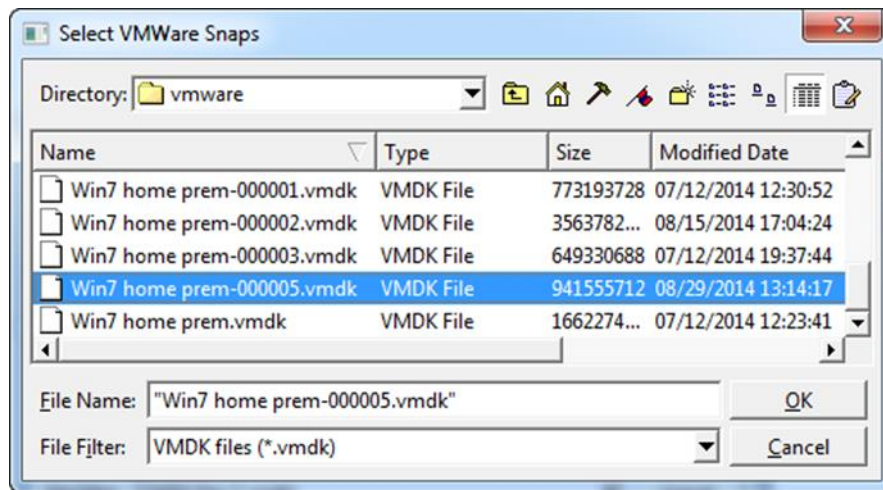 Select VMWare Snaps
Directory: vmware
Name Type Size Modified Date
Win7 home prem-000001.vmdk VMDK File 773193728 07/12/2014 12:30:52
Win7 home prem-000002.vmdk VMDK File 3563782... 08/15/2014 17:04:24
Win7 home prem-000003.vmdk VMDK File 649330688 07/12/2014 19:37:44
Win7 home prem-000005.vmdk VMDK File 941555712 08/29/2014 13:14:17
Win7 home prem.vmdk VMDK File 1662274... 07/12/2014 12:23:41
File Name: "Win7 home prem-000005.vmdk" OK
File Filter: VMDK files (*.vmdk) Cancel